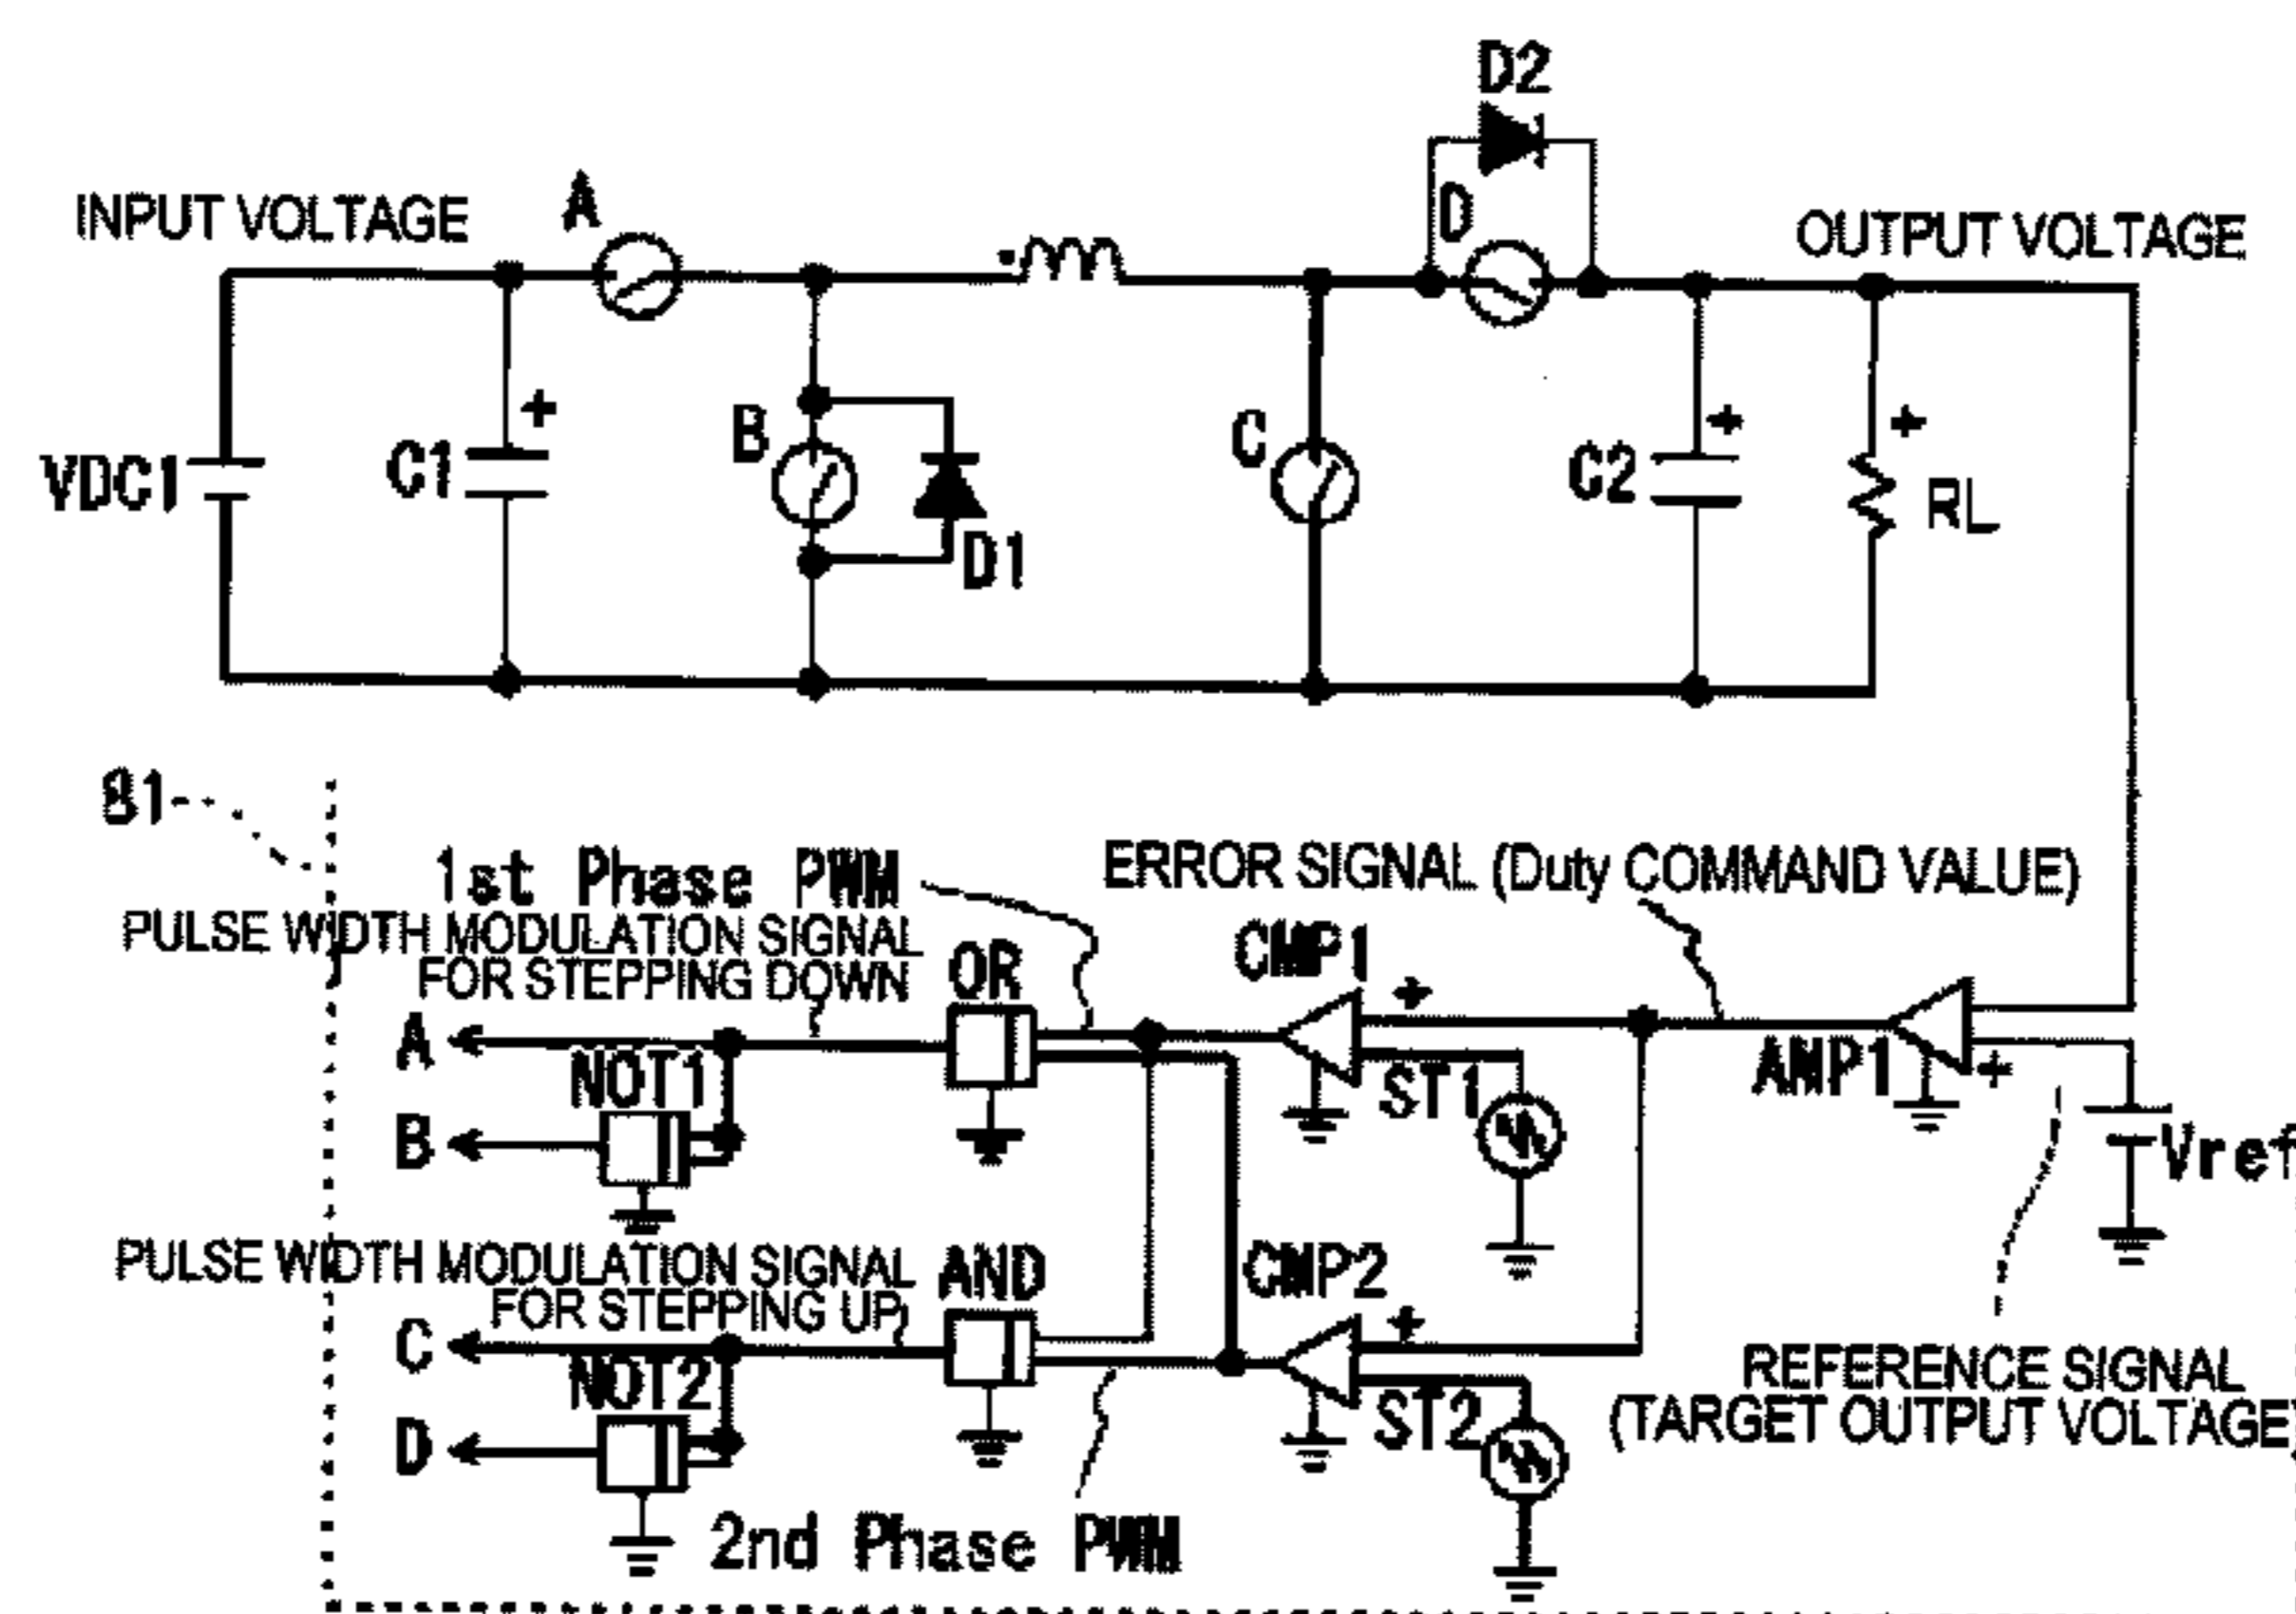 D2
INPUT VOLTAGE
A
D
OUTPUT VOLTAGE
+
+
+
VDC1
C1
B
D1
C
C2
RL
1st Phase PWM
ERROR SIGNAL (Duty COMMAND VALUE)
PULSE WIDTH MODULATION SIGNAL
FOR STEPPING DOWN
OR
CMP1
+
A
NOT1
ST1
AMP1
+
B
Vref
PULSE WIDTH MODULATION SIGNAL
FOR STEPPING UP
AND
CMP2
+
C
NOT2
ST2
REFERENCE SIGNAL
(TARGET OUTPUT VOLTAGE)
D
2nd Phase PWM